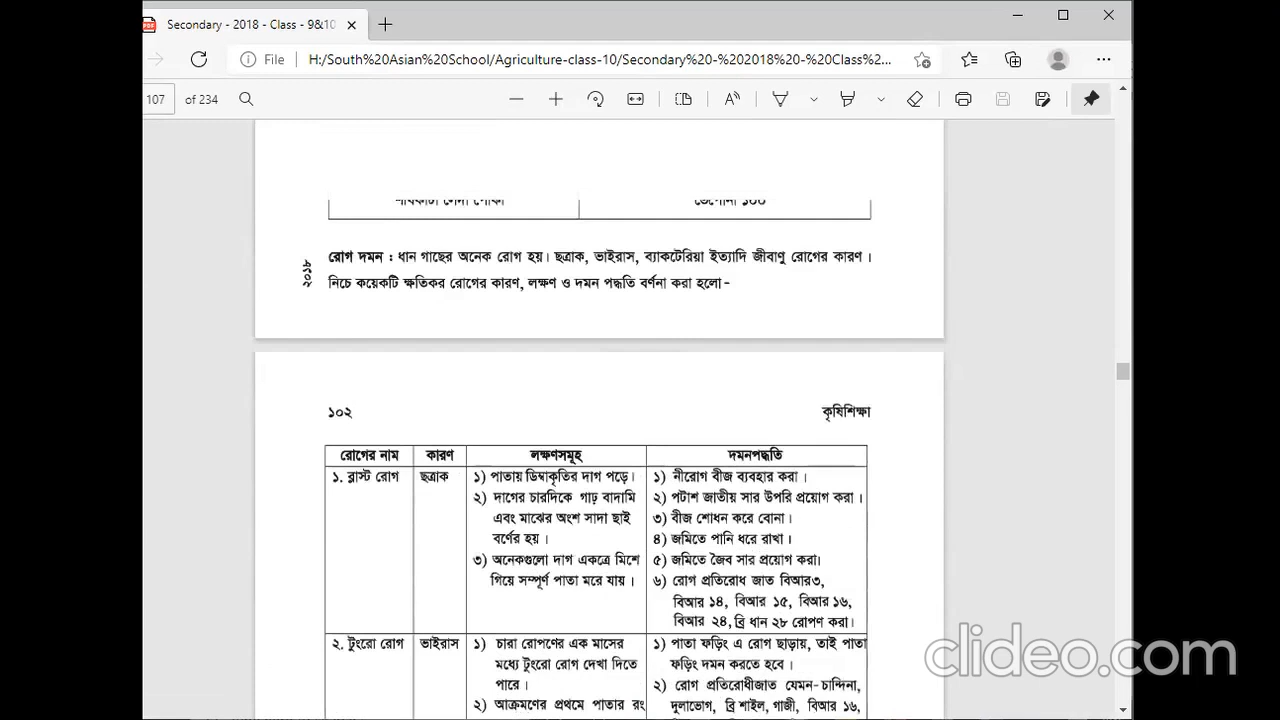 Secondary - 2018 - Class - 9&10
File H:/South%20Asian%20School/Agriculture-class-10/Secondary%20-%202018%20-%20Class%2...
107 of 234
রোগ দমন : ধান গাছের অনেক রোগ হয়। ছত্রাক, ভাইরাস, ব্যাকটেরিয়া ইত্যাদি জীবাণু রোগের কারণ।
২০১৮
নিচে কয়েকটি ক্ষতিকর রোগের কারণ, লক্ষণ ও দমন পদ্ধতি বর্ণনা করা হলো-
১০২ কৃষিশিক্ষা
রোগের নাম কারণ লক্ষণসমূহ দমনপদ্ধতি
১. ব্লাস্ট রোগ ছত্রাক ১) পাতায় ডিম্বাকৃতির দাগ পড়ে। ১) নীরোগ বীজ ব্যবহার করা।
২) দাগের চারদিকে গাঢ় বাদামি ২) পটাশ জাতীয় সার উপরি প্রয়োগ করা।
এবং মাঝের অংশ সাদা ছাই ৩) বীজ শোধন করে বোনা।
বর্ণের হয়। ৪) জমিতে পানি ধরে রাখা।
৩) অনেকগুলো দাগ একত্রে মিশে ৫) জমিতে জৈব সার প্রয়োগ করা।
গিয়ে সম্পূর্ণ পাতা মরে যায়। ৬) রোগ প্রতিরোধ জাত বিআর৩,
বিআর ১৪, বিআর ১৫, বিআর ১৬,
বিআর ২৪, ব্রি ধান ২৮ রোপণ করা।
২. টুংরো রোগ ভাইরাস ১) চারা রোপণের এক মাসের ১) পাতা ফড়িং এ রোগ ছাড়ায়, তাই পাতা
মধ্যে টুংরো রোগ দেখা দিতে ফড়িং দমন করতে হবে।
পারে। ২) রোগ প্রতিরোধীজাত যেমন-চান্দিনা,
২) আক্রমণের প্রথমে পাতার রং দুলাভোগ, ব্রি শাইল, গাজী, বিআর ১৬,
clideo.com